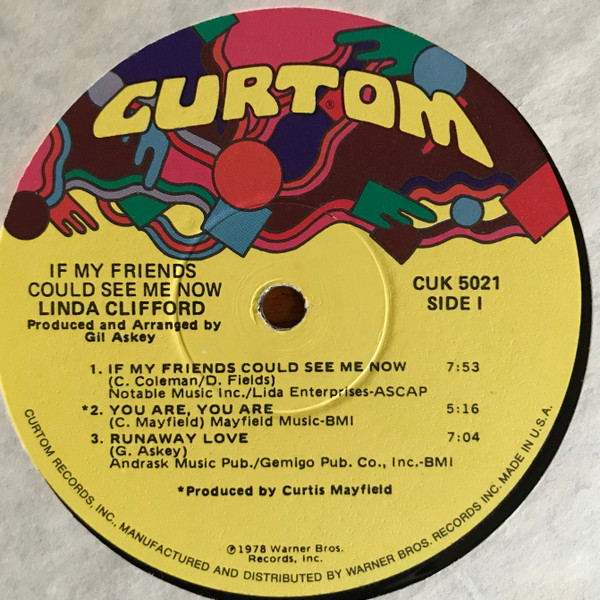 CURTOM®
IF MY FRIENDS
COULD SEE ME NOW
LINDA CLIFFORD
Produced and Arranged by
Gil Askey
CUK 5021
SIDE I
1. IF MY FRIENDS COULD SEE ME NOW 7:53
(C. Coleman/D. Fields)
Notable Music Inc./Lida Enterprises-ASCAP
*2. YOU ARE, YOU ARE 5:16
(C. Mayfield) Mayfield Music-BMI
3. RUNAWAY LOVE 7:04
(G. Askey)
Andrask Music Pub./Gemigo Pub. Co., Inc.-BMI
*Produced by Curtis Mayfield
℗1978 Warner Bros.
Records, Inc.
CURTOM RECORDS, INC., MANUFACTURED AND DISTRIBUTED BY WARNER BROS. RECORDS INC. MADE IN U.S.A.